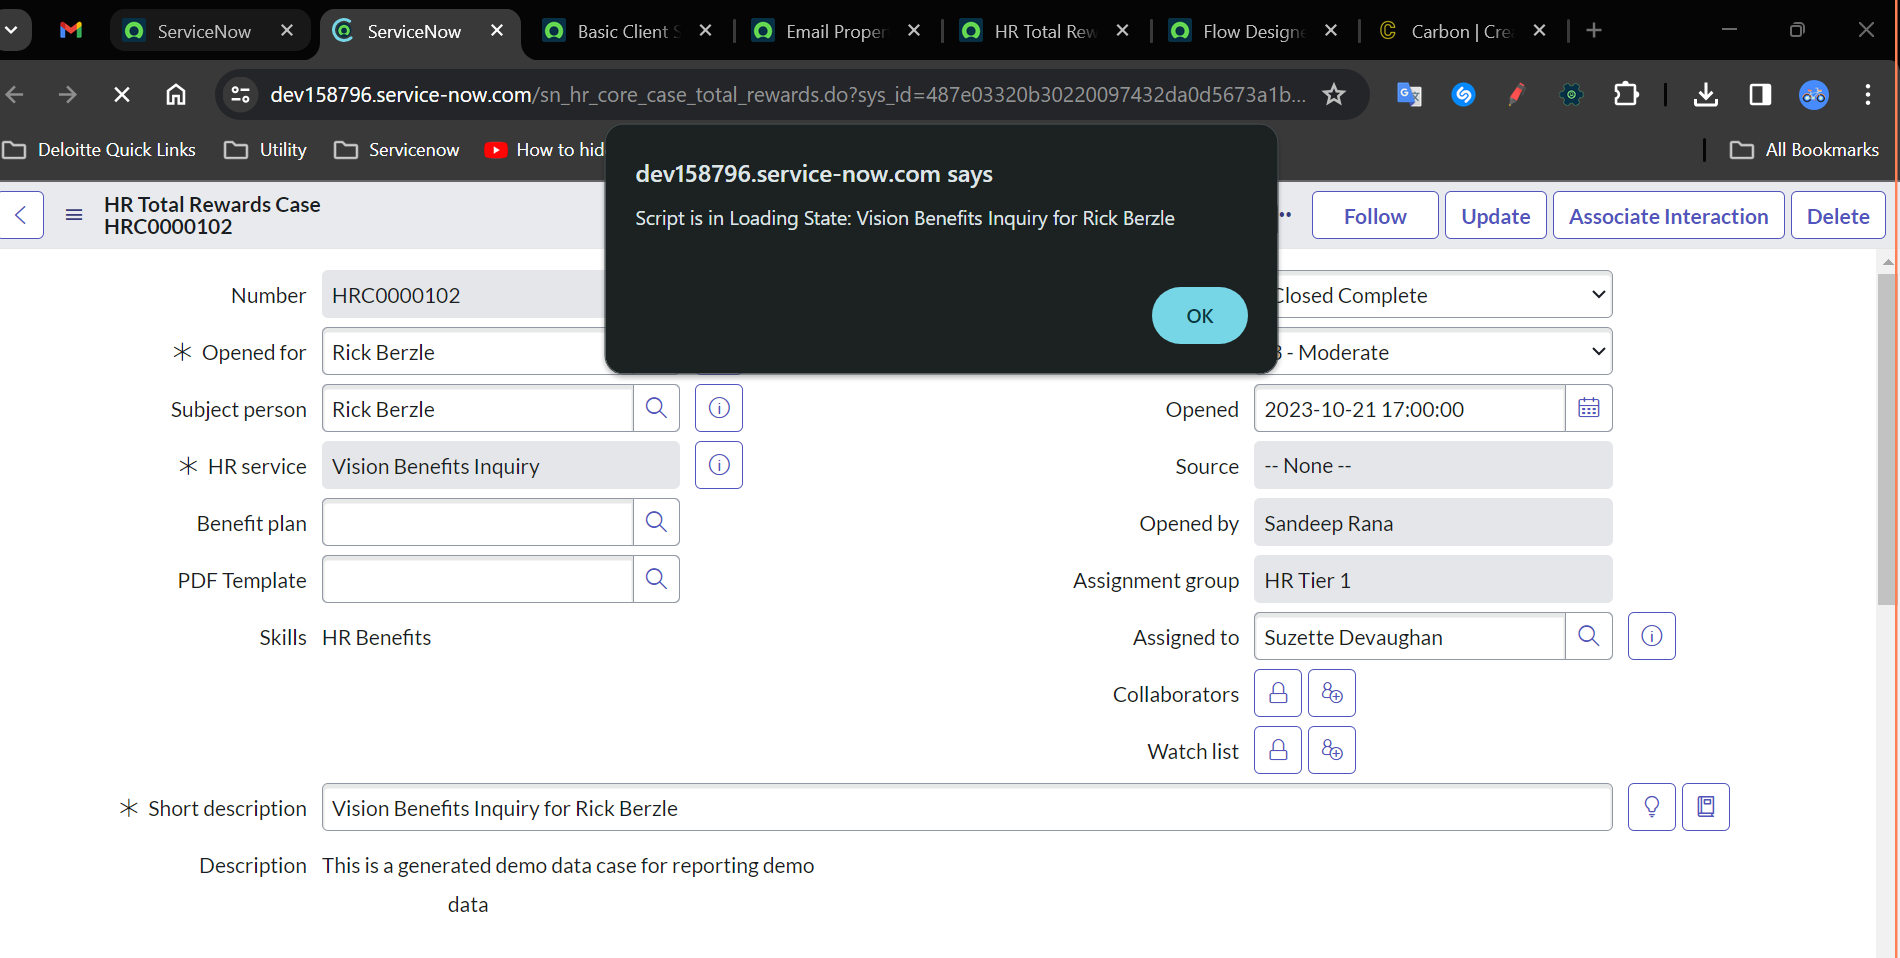 ServiceNow
ServiceNow
Basic Client S
Email Proper
HR Total Rew
Flow Designe
Carbon | Cre
dev158796.service-now.com/sn_hr_core_case_total_rewards.do?sys_id=487e03320b30220097432da0d5673a1b...
Deloitte Quick Links
Utility
Servicenow
How to hid
All Bookmarks
dev158796.service-now.com says
Script is in Loading State: Vision Benefits Inquiry for Rick Berzle
OK
HR Total Rewards Case
HRC0000102
Follow
Update
Associate Interaction
Delete
Number HRC0000102
Closed Complete
Opened for Rick Berzle
3 - Moderate
Subject person Rick Berzle
Opened 2023-10-21 17:00:00
HR service Vision Benefits Inquiry
Source -- None --
Benefit plan
Opened by Sandeep Rana
PDF Template
Assignment group HR Tier 1
Skills HR Benefits
Assigned to Suzette Devaughan
Collaborators
Watch list
Short description Vision Benefits Inquiry for Rick Berzle
Description This is a generated demo data case for reporting demo
data